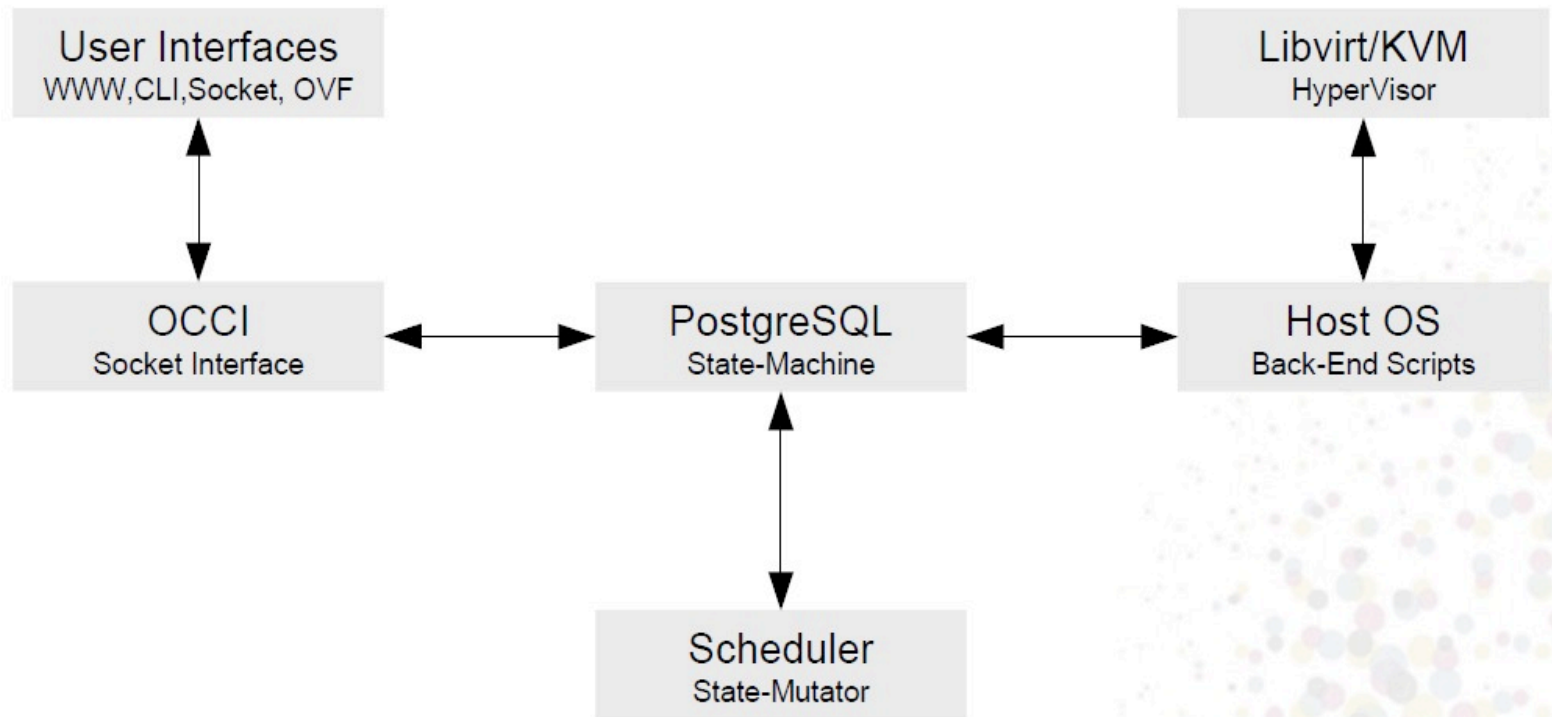 User Interfaces
WWW,CLI,Socket, OVF
Libvirt/KVM
HyperVisor
OCCI
Socket Interface
PostgreSQL
State-Machine
Host OS
Back-End Scripts
Scheduler
State-Mutator